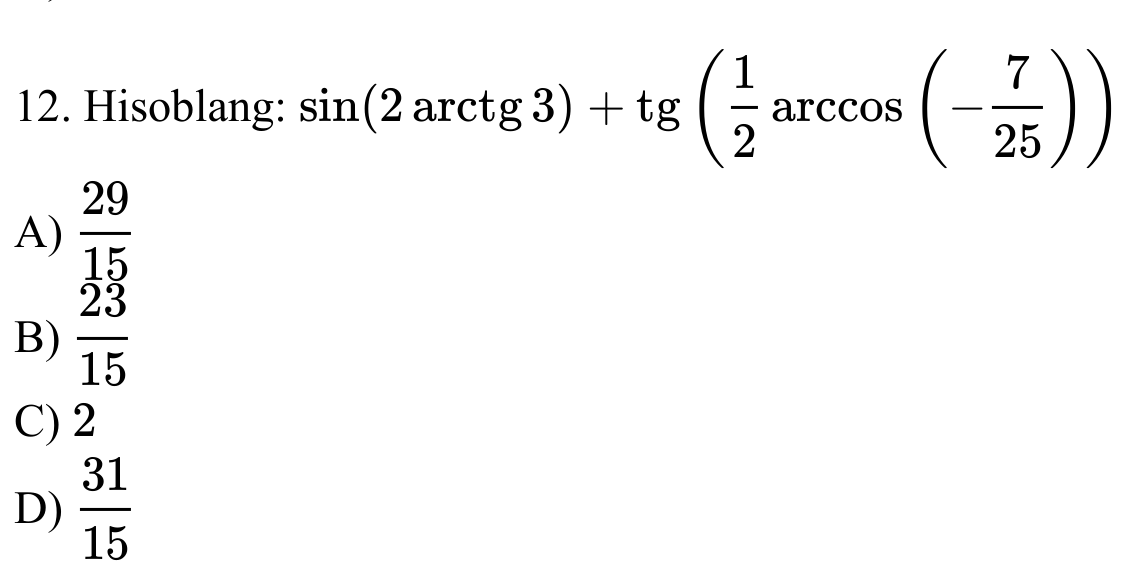 12. Hisoblang: sin(2 arctg 3) + tg (1/2 arccos (−7/25))
A) 29/15
B) 23/15
C) 2
D) 31/15